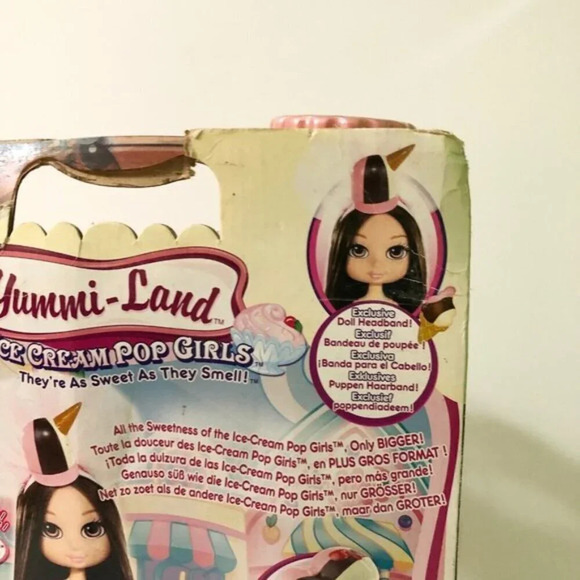 Yummi-Land™
ICE CREAM POP GIRLS™
They're As Sweet As They Smell!™
Exclusive
Doll Headband!
Exclusif
Bandeau de poupée !
Exclusiva
¡Banda para el Cabello!
Exklusives
Puppen Haarband!
Exclusief
poppendiadeem!
All the Sweetness of the Ice-Cream Pop Girls™, Only BIGGER!
Toute la douceur des Ice-Cream Pop Girls™, en PLUS GROS FORMAT !
¡Toda la dulzura de las Ice-Cream Pop Girls™, pero más grande!
Genauso süß wie die Ice-Cream Pop Girls™, nur GRÖSSER!
Net zo zoet als de andere Ice-Cream Pop Girls™, maar dan GROTER!